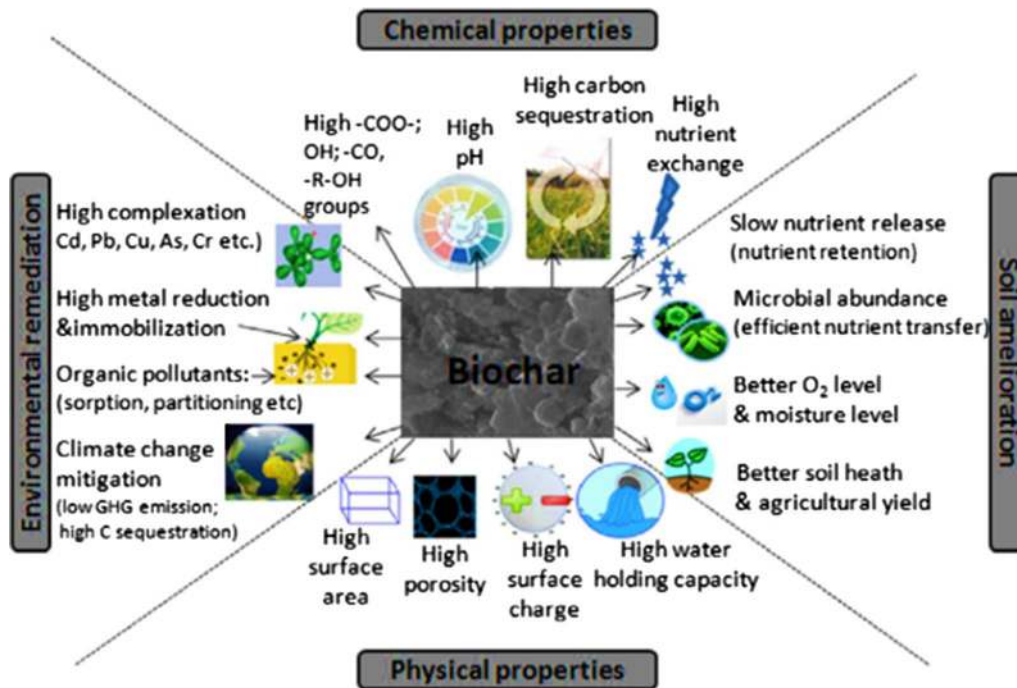 Chemical properties
High -COO-;
OH; -CO,
-R-OH
groups
High
pH
High carbon
sequestration
High
nutrient
exchange
Environmental remediation
High complexation
Cd, Pb, Cu, As, Cr etc.)
High metal reduction
&immobilization
Organic pollutants:
(sorption, partitioning etc)
Climate change
mitigation
(low GHG emission;
high C sequestration)
Biochar
Slow nutrient release
(nutrient retention)
Microbial abundance
(efficient nutrient transfer)
Better O₂ level
& moisture level
Better soil heath
& agricultural yield
Soil amelioration
High
surface
area
High
porosity
High
surface
charge
High water
holding capacity
Physical properties